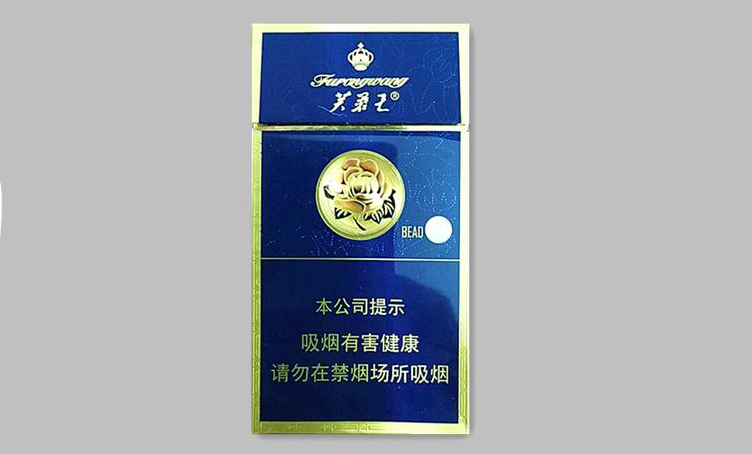 Furongwang
芙蓉王®
BEAD
本公司提示
吸烟有害健康
请勿在禁烟场所吸烟